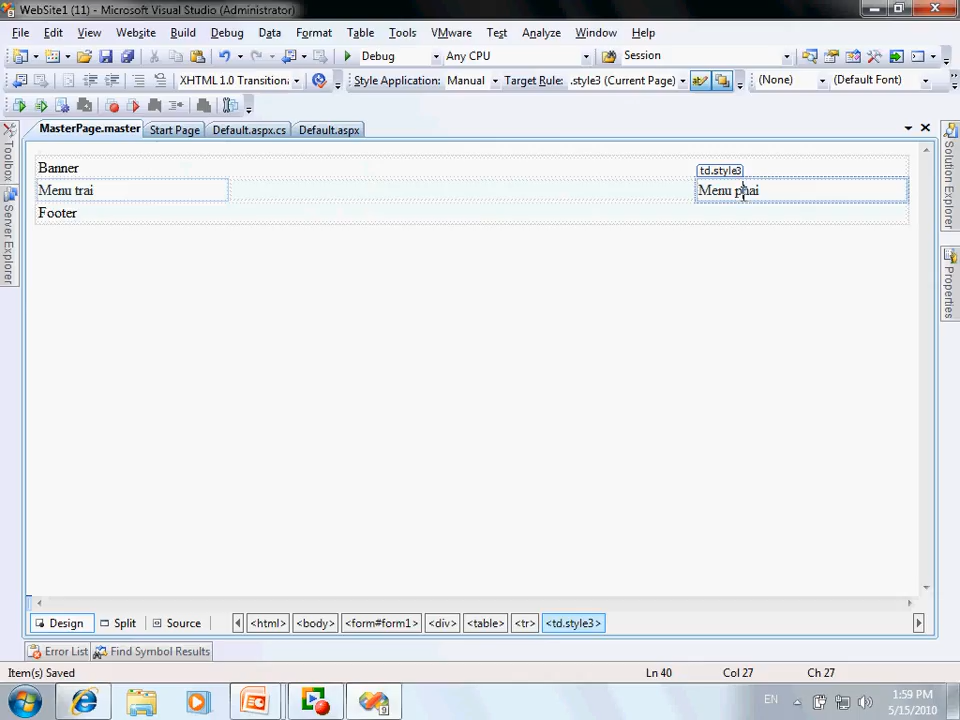 WebSite1 (11) - Microsoft Visual Studio (Administrator)
File Edit View Website Build Debug Data Format Table Tools VMware Test Analyze Window Help
Debug Any CPU Session
XHTML 1.0 Transition Style Application: Manual Target Rule: .style3 (Current Page) (None) (Default Font)
MasterPage.master Start Page Default.aspx.cs Default.aspx
Toolbox
Server Explorer
Solution Explorer
Properties
Banner
td.style3
Menu trai Menu phai
Footer
Design Split Source <html> <body> <form#form1> <div> <table> <tr> <td.style3>
Error List Find Symbol Results
Item(s) Saved Ln 40 Col 27 Ch 27
EN 1:59 PM
5/15/2010